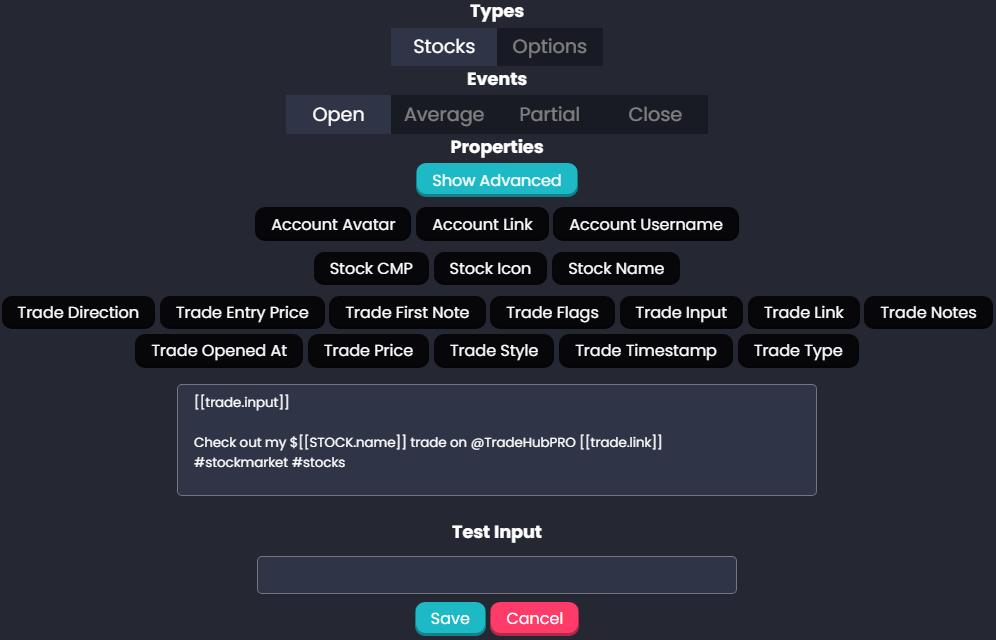 Types
Stocks Options
Events
Open Average Partial Close
Properties
Show Advanced
Account Avatar Account Link Account Username
Stock CMP Stock Icon Stock Name
Trade Direction Trade Entry Price Trade First Note Trade Flags Trade Input Trade Link Trade Notes
Trade Opened At Trade Price Trade Style Trade Timestamp Trade Type
[[trade.input]]
Check out my $[[STOCK.name]] trade on @TradeHubPRO [[trade.link]]
#stockmarket #stocks
Test Input
Save Cancel